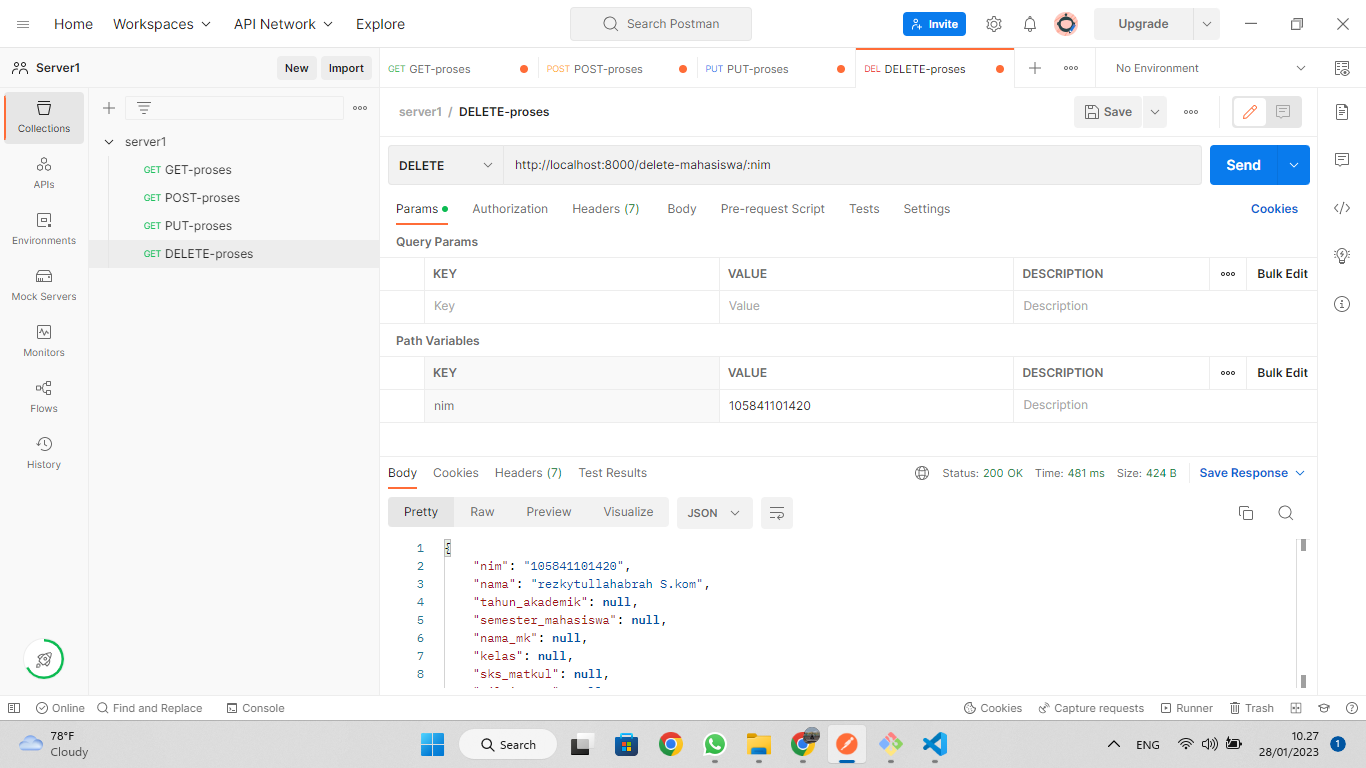 Home Workspaces API Network Explore Search Postman Invite Upgrade
Server1 New Import GET GET-proses POST POST-proses PUT PUT-proses DEL DELETE-proses No Environment
Collections
APIs
Environments
Mock Servers
Monitors
Flows
History
server1
GET GET-proses
GET POST-proses
GET PUT-proses
GET DELETE-proses
server1 / DELETE-proses Save
DELETE http://localhost:8000/delete-mahasiswa/:nim Send
Params Authorization Headers (7) Body Pre-request Script Tests Settings Cookies
Query Params
KEY VALUE DESCRIPTION Bulk Edit
Key Value Description
Path Variables
KEY VALUE DESCRIPTION Bulk Edit
nim 105841101420 Description
Body Cookies Headers (7) Test Results Status: 200 OK Time: 481 ms Size: 424 B Save Response
Pretty Raw Preview Visualize JSON
1 {
2 "nim": "105841101420",
3 "nama": "rezkytullahabrah S.kom",
4 "tahun_akademik": null,
5 "semester_mahasiswa": null,
6 "nama_mk": null,
7 "kelas": null,
8 "sks_matkul": null,
Online Find and Replace Console Cookies Capture requests Runner Trash
78°F
Cloudy
Search
ENG
10.27
28/01/2023
1